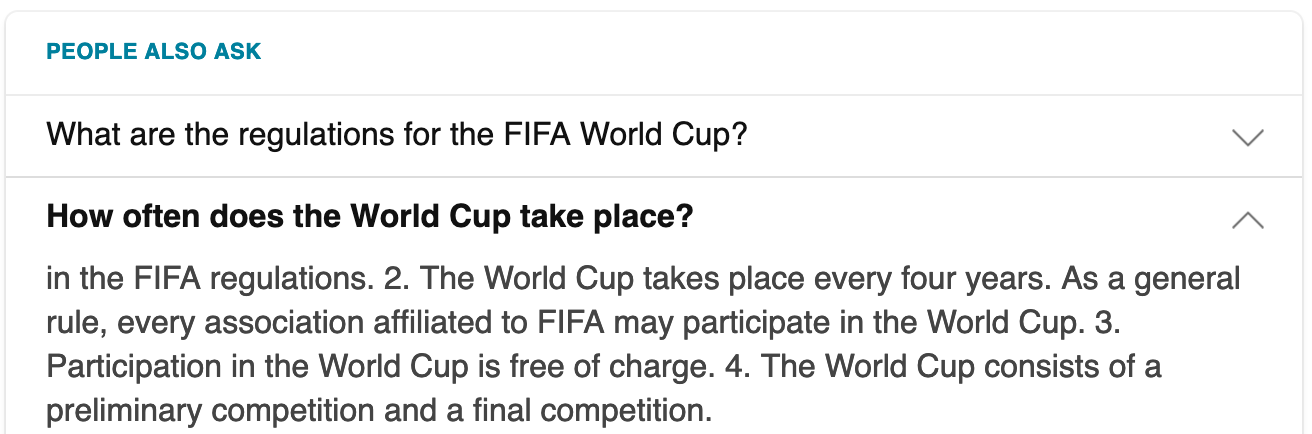 PEOPLE ALSO ASK
What are the regulations for the FIFA World Cup?
How often does the World Cup take place?
in the FIFA regulations. 2. The World Cup takes place every four years. As a general
rule, every association affiliated to FIFA may participate in the World Cup. 3.
Participation in the World Cup is free of charge. 4. The World Cup consists of a
preliminary competition and a final competition.